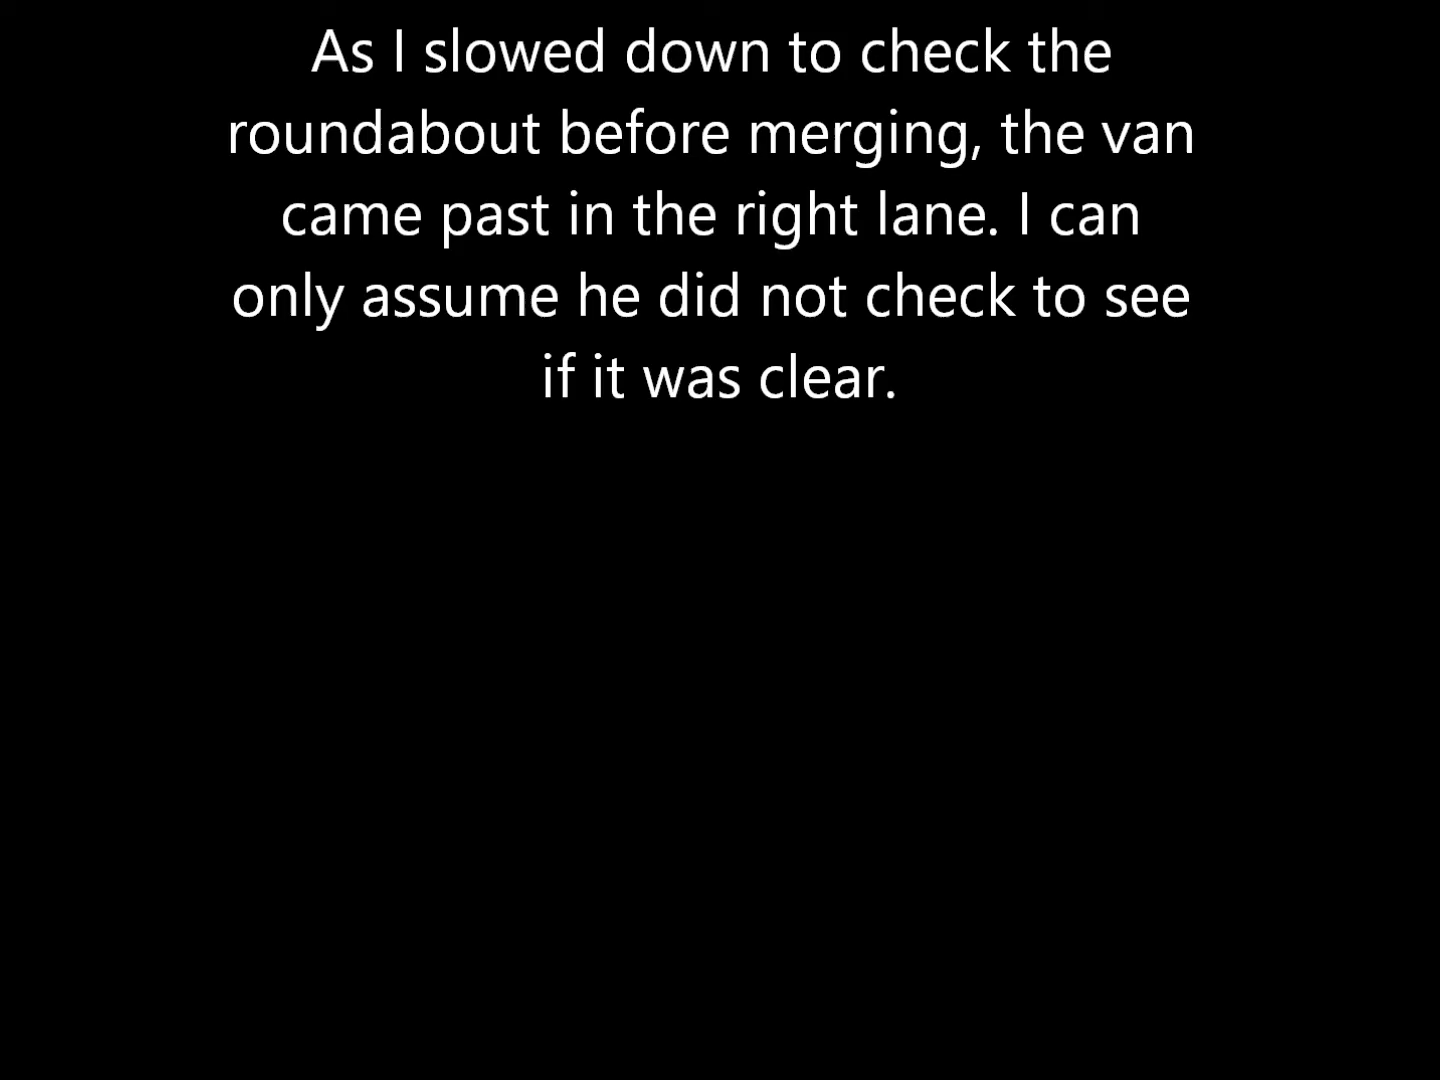 As I slowed down to check the
roundabout before merging, the van
came past in the right lane. I can
only assume he did not check to see
if it was clear.